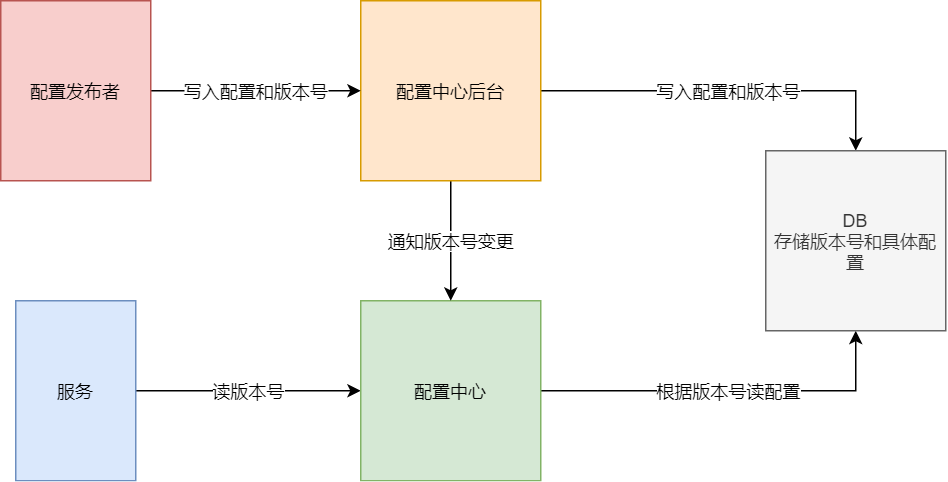 配置发布者
写入配置和版本号
配置中心后台
写入配置和版本号
DB
存储版本号和具体配
置
通知版本号变更
服务
读版本号
配置中心
根据版本号读配置